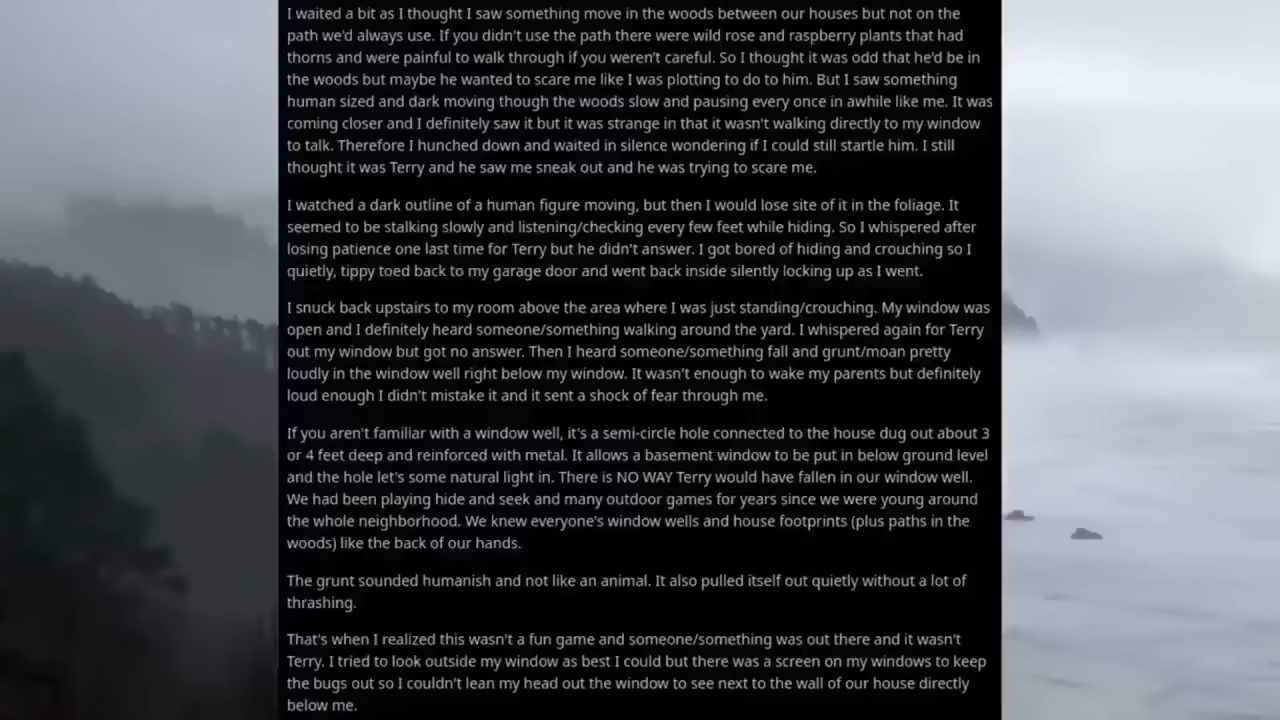 I waited a bit as I thought I saw something move in the woods between our houses but not on the
path we'd always use. If you didn't use the path there were wild rose and raspberry plants that had
thorns and were painful to walk through if you weren't careful. So I thought it was odd that he'd be in
the woods but maybe he wanted to scare me like I was plotting to do to him. But I saw something
human sized and dark moving though the woods slow and pausing every once in awhile like me. It was
coming closer and I definitely saw it but it was strange in that it wasn't walking directly to my window
to talk. Therefore I hunched down and waited in silence wondering if I could still startle him. I still
thought it was Terry and he saw me sneak out and he was trying to scare me.
I watched a dark outline of a human figure moving, but then I would lose site of it in the foliage. It
seemed to be stalking slowly and listening/checking every few feet while hiding. So I whispered after
losing patience one last time for Terry but he didn't answer. I got bored of hiding and crouching so I
quietly, tippy toed back to my garage door and went back inside silently locking up as I went.
I snuck back upstairs to my room above the area where I was just standing/crouching. My window was
open and I definitely heard someone/something walking around the yard. I whispered again for Terry
out my window but got no answer. Then I heard someone/something fall and grunt/moan pretty
loudly in the window well right below my window. It wasn't enough to wake my parents but definitely
loud enough I didn't mistake it and it sent a shock of fear through me.
If you aren't familiar with a window well, it's a semi-circle hole connected to the house dug out about 3
or 4 feet deep and reinforced with metal. It allows a basement window to be put in below ground level
and the hole let's some natural light in. There is NO WAY Terry would have fallen in our window well.
We had been playing hide and seek and many outdoor games for years since we were young around
the whole neighborhood. We knew everyone's window wells and house footprints (plus paths in the
woods) like the back of our hands.
The grunt sounded humanish and not like an animal. It also pulled itself out quietly without a lot of
thrashing.
That's when I realized this wasn't a fun game and someone/something was out there and it wasn't
Terry. I tried to look outside my window as best I could but there was a screen on my windows to keep
the bugs out so I couldn't lean my head out the window to see next to the wall of our house directly
below me.